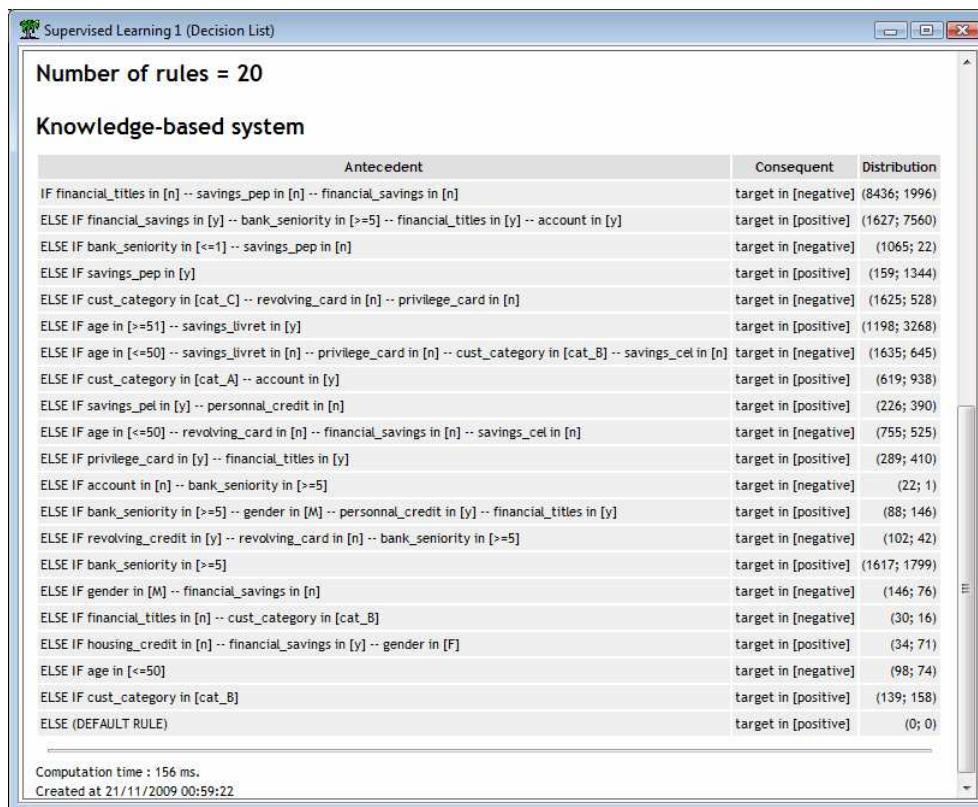 Supervised Learning 1 (Decision List)
Number of rules = 20
Knowledge-based system
Antecedent Consequent Distribution
IF financial_titles in [n] -- savings_pep in [n] -- financial_savings in [n] target in [negative] (8436; 1996)
ELSE IF financial_savings in [y] -- bank_seniority in [>=5] -- financial_titles in [y] -- account in [y] target in [positive] (1627; 7560)
ELSE IF bank_seniority in [<=1] -- savings_pep in [n] target in [negative] (1065; 22)
ELSE IF savings_pep in [y] target in [positive] (159; 1344)
ELSE IF cust_category in [cat_C] -- revolving_card in [n] -- privilege_card in [n] target in [negative] (1625; 528)
ELSE IF age in [>=51] -- savings_livret in [y] target in [positive] (1198; 3268)
ELSE IF age in [<=50] -- savings_livret in [n] -- privilege_card in [n] -- cust_category in [cat_B] -- savings_cel in [n] target in [negative] (1635; 645)
ELSE IF cust_category in [cat_A] -- account in [y] target in [positive] (619; 938)
ELSE IF savings_pel in [y] -- personnal_credit in [n] target in [positive] (226; 390)
ELSE IF age in [<=50] -- revolving_card in [n] -- financial_savings in [n] -- savings_cel in [n] target in [negative] (755; 525)
ELSE IF privilege_card in [y] -- financial_titles in [y] target in [positive] (289; 410)
ELSE IF account in [n] -- bank_seniority in [>=5] target in [negative] (22; 1)
ELSE IF bank_seniority in [>=5] -- gender in [M] -- personnal_credit in [y] -- financial_titles in [y] target in [positive] (88; 146)
ELSE IF revolving_credit in [y] -- revolving_card in [n] -- bank_seniority in [>=5] target in [negative] (102; 42)
ELSE IF bank_seniority in [>=5] target in [positive] (1617; 1799)
ELSE IF gender in [M] -- financial_savings in [n] target in [negative] (146; 76)
ELSE IF financial_titles in [n] -- cust_category in [cat_B] target in [negative] (30; 16)
ELSE IF housing_credit in [n] -- financial_savings in [y] -- gender in [F] target in [positive] (34; 71)
ELSE IF age in [<=50] target in [negative] (98; 74)
ELSE IF cust_category in [cat_B] target in [positive] (139; 158)
ELSE (DEFAULT RULE) target in [positive] (0; 0)
Computation time : 156 ms.
Created at 21/11/2009 00:59:22